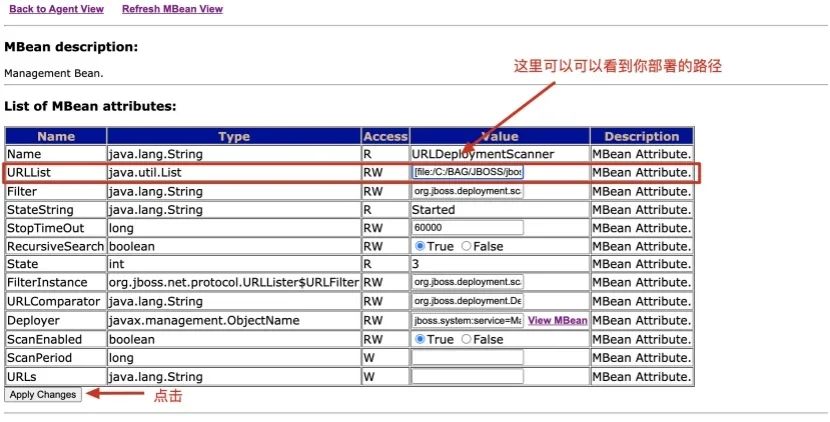 Back to Agent View Refresh MBean View
MBean description:
Management Bean.
这里可以可以看到你部署的路径
List of MBean attributes:
Name Type Access Value Description
Name java.lang.String R URLDeploymentScanner MBean Attribute.
URLList java.util.List RW [file:/C:/BAG/JBOSS/jbos MBean Attribute.
Filter java.lang.String RW org.jboss.deployment.sc MBean Attribute.
StateString java.lang.String R Started MBean Attribute.
StopTimeOut long RW 60000 MBean Attribute.
RecursiveSearch boolean RW True False MBean Attribute.
State int R 3 MBean Attribute.
FilterInstance org.jboss.net.protocol.URLLister$URLFilter RW org.jboss.deployment.sc MBean Attribute.
URLComparator java.lang.String RW org.jboss.deployment.De MBean Attribute.
Deployer javax.management.ObjectName RW jboss.system:service=Ma View MBean MBean Attribute.
ScanEnabled boolean RW True False MBean Attribute.
ScanPeriod long W MBean Attribute.
URLs java.lang.String W MBean Attribute.
Apply Changes 点击